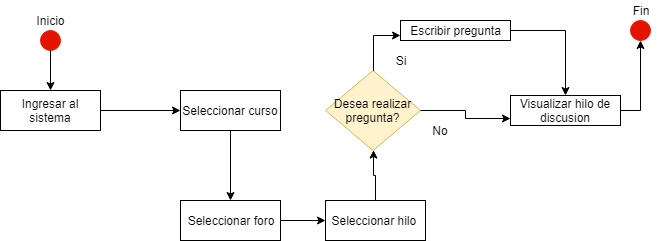 Inicio
Ingresar al
sistema
Seleccionar curso
Seleccionar foro
Seleccionar hilo
Desea realizar
pregunta?
Si
No
Escribir pregunta
Visualizar hilo de
discusion
Fin